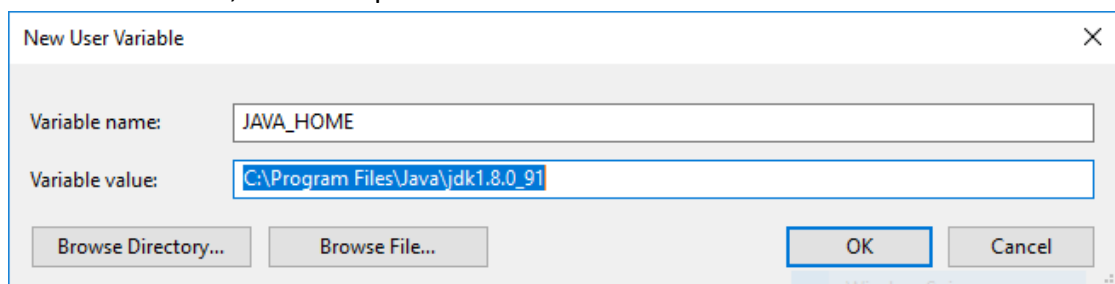 New User Variable
Variable name: JAVA_HOME
Variable value: C:\Program Files\Java\jdk1.8.0_91
Browse Directory... Browse File... OK Cancel